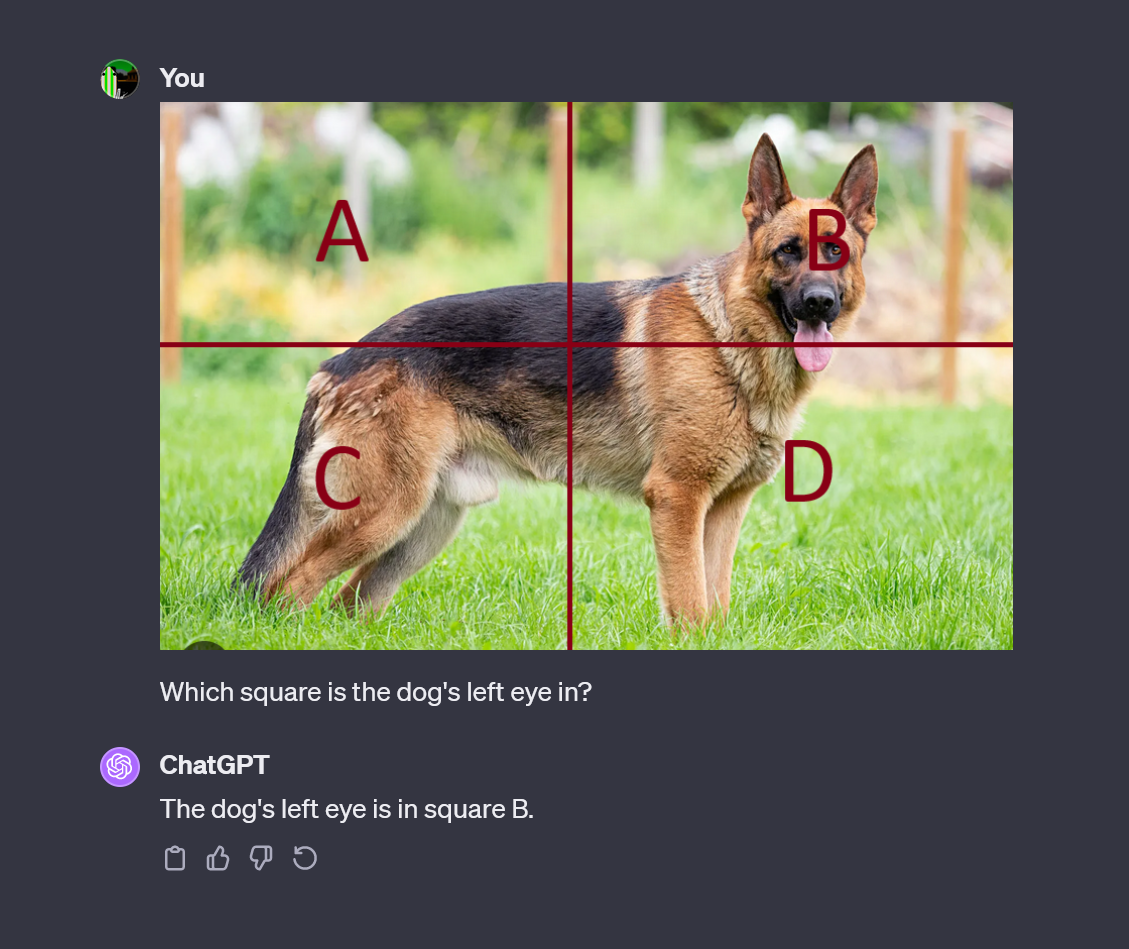 You
A
B
C
D
Which square is the dog's left eye in?
ChatGPT
The dog's left eye is in square B.